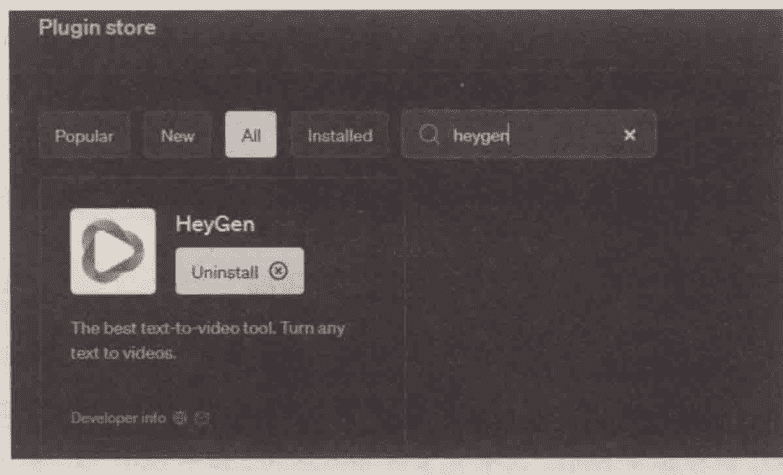 Plugin store
Popular New All Installed heygen
HeyGen
Uninstall
The best text-to-video tool. Turn any
text to videos.
Developer info